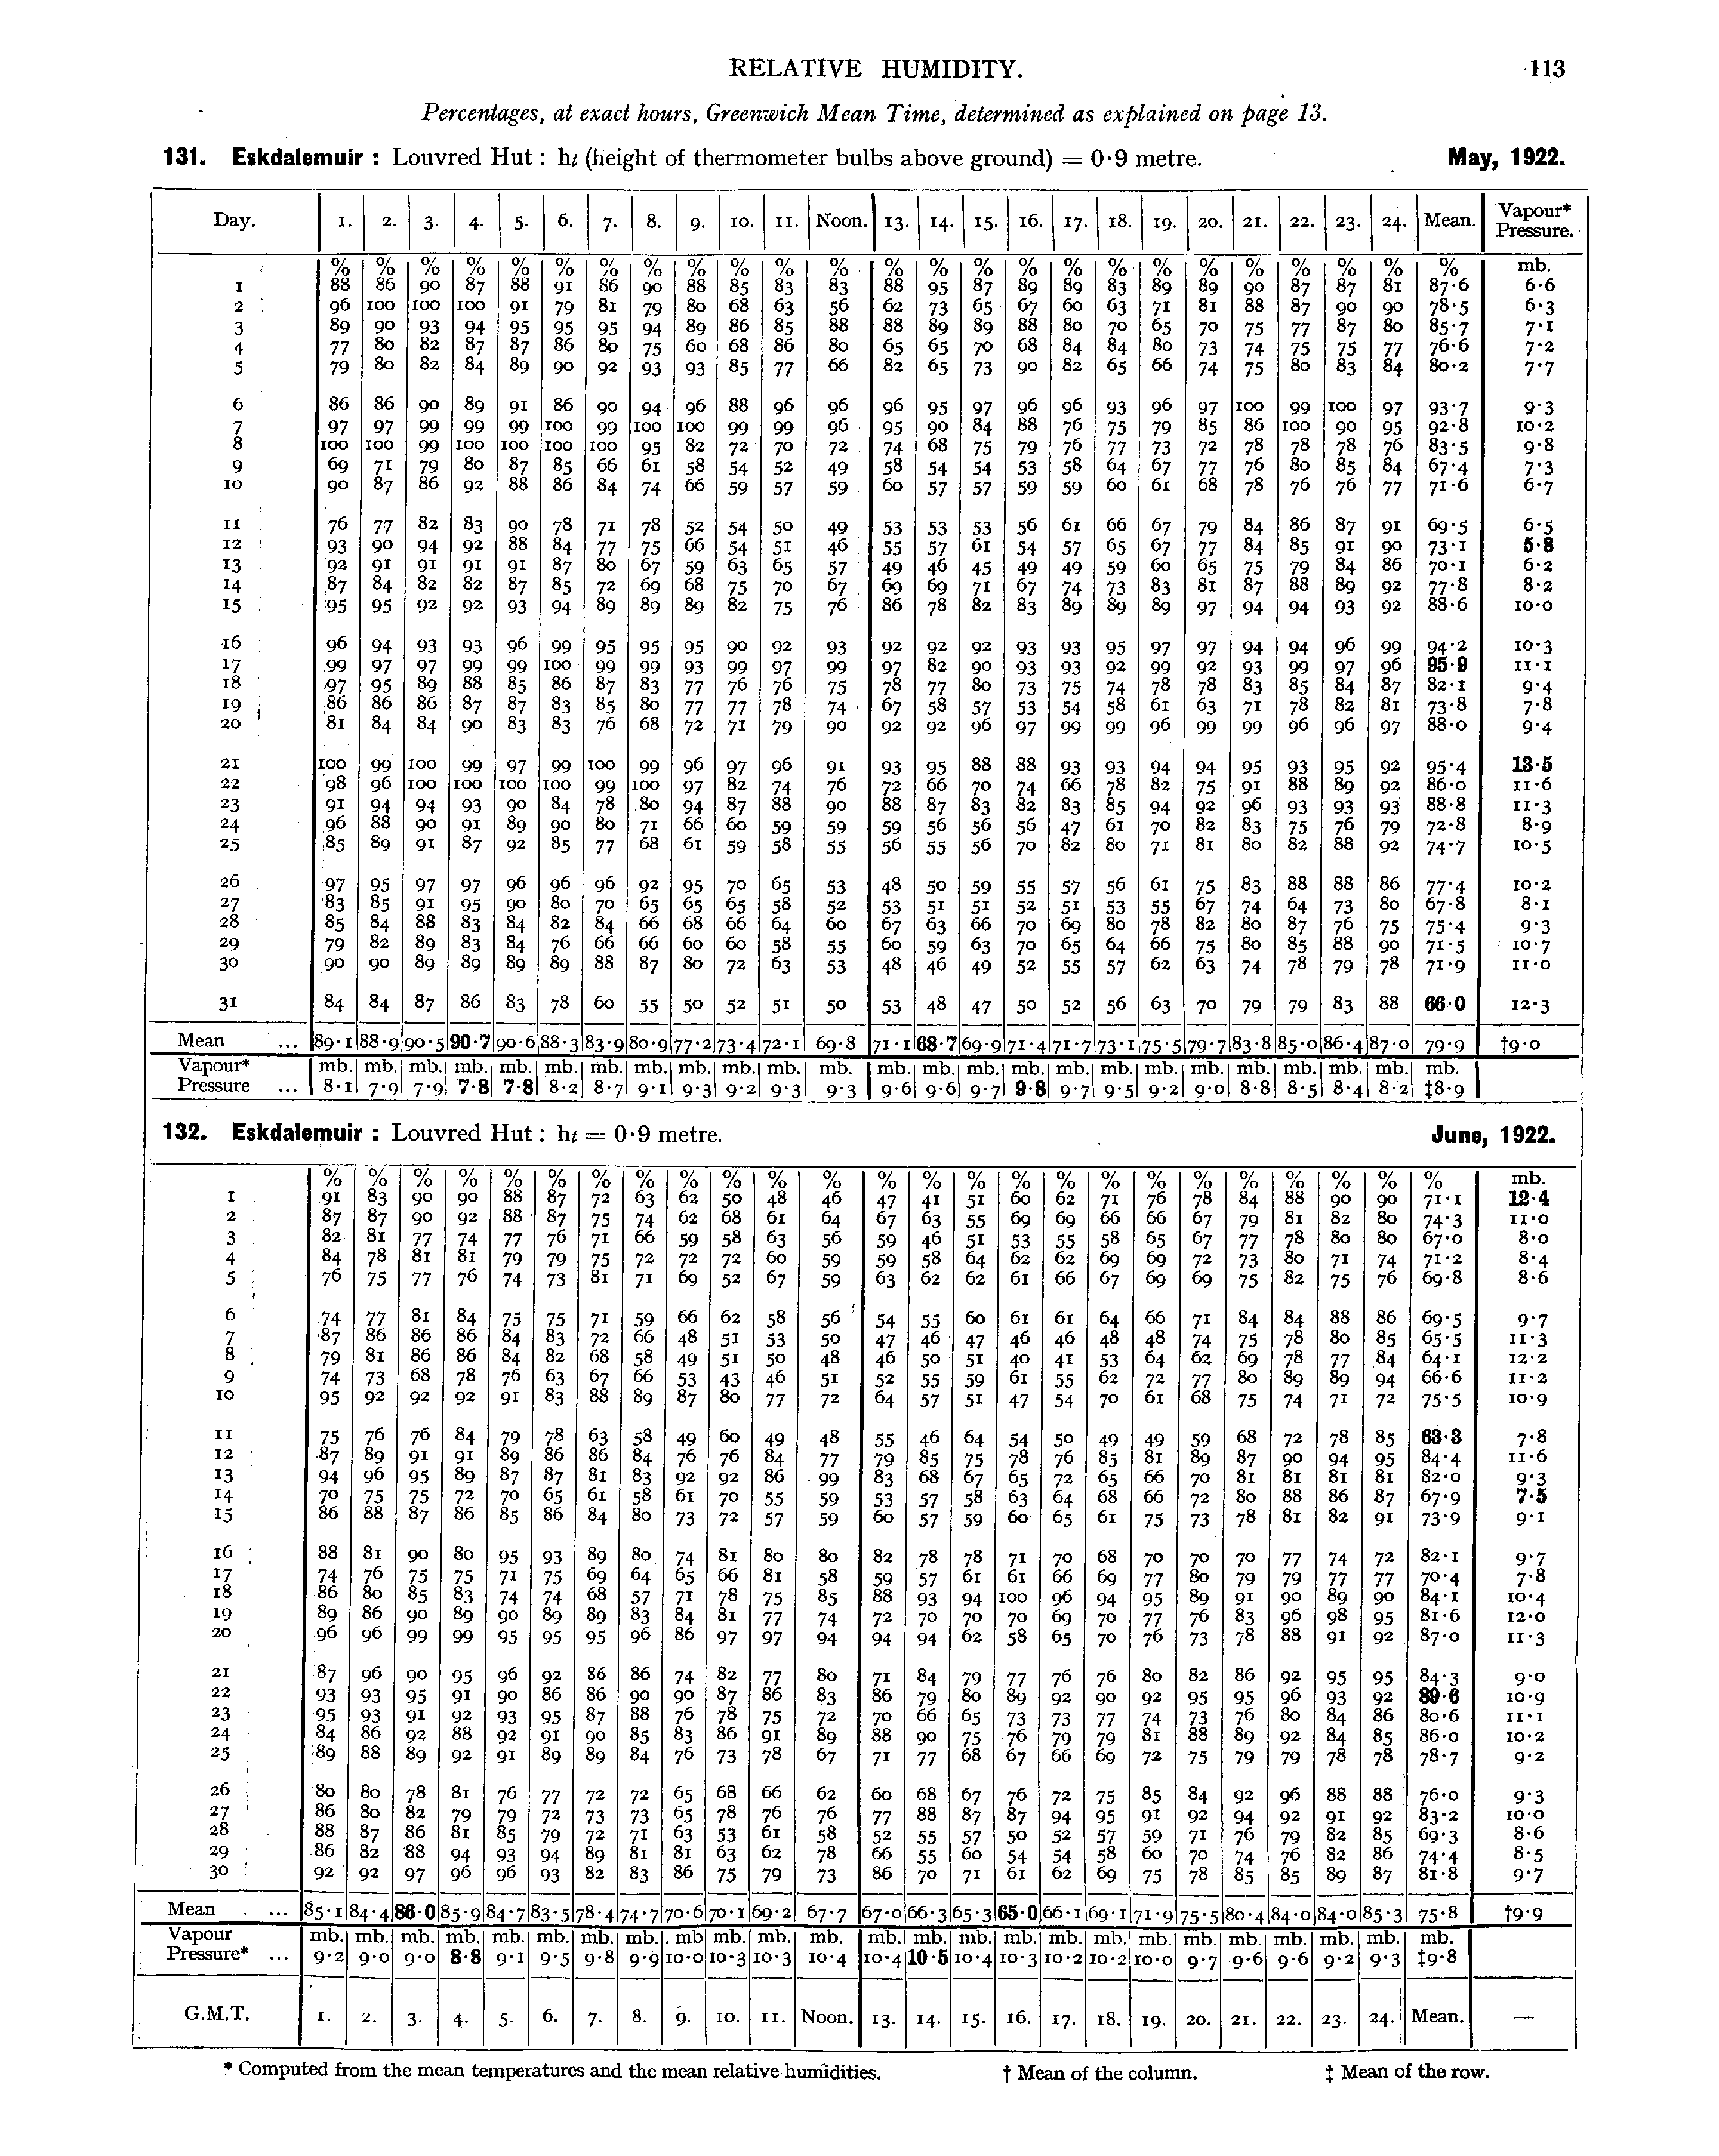 RELATIVE HUMIDITY. 113
Percentages, at exact hours, Greenwich Mean Time, determined as explained on page 13.
131. Eskdalemuir : Louvred Hut : ht (height of thermometer bulbs above ground) = 0·9 metre. May, 1922.
Day. 1. 2. 3. 4. 5. 6. 7. 8. 9. 10. 11. Noon. 13. 14. 15. 16. 17. 18. 19. 20. 21. 22. 23. 24. Mean. Vapour* Pressure.
% % % % % % % % % % % % % % % % % % % % % % % % % mb.
1 88 86 90 87 88 91 86 90 88 85 83 83 88 95 87 89 89 83 89 89 90 87 87 81 87·6 6·6
2 96 100 100 100 91 79 81 79 80 68 63 56 62 73 65 67 60 63 71 81 88 87 90 90 78·5 6·3
3 89 90 93 94 95 95 95 94 89 86 85 88 88 89 89 88 80 70 65 70 75 77 87 80 85·7 7·1
4 77 80 82 87 87 86 80 75 60 68 86 80 65 65 70 68 84 84 80 73 74 75 75 77 76·6 7·2
5 79 80 82 84 89 90 92 93 93 85 77 66 82 65 73 90 82 65 66 74 75 80 83 84 80·2 7·7
6 86 86 90 89 91 86 90 94 96 88 96 96 96 95 97 96 96 93 96 97 100 99 100 97 93·7 9·3
7 97 97 99 99 99 100 99 100 100 99 99 96 95 90 84 88 76 75 79 85 86 100 90 95 92·8 10·2
8 100 100 99 100 100 100 100 95 82 72 70 72 74 68 75 79 76 77 73 72 78 78 78 76 83·5 9·8
9 69 71 79 80 87 85 66 61 58 54 52 49 58 54 54 53 58 64 67 77 76 80 85 84 67·4 7·3
10 90 87 86 92 88 86 84 74 66 59 57 59 60 57 57 59 59 60 61 68 78 76 76 77 71·6 6·7
11 76 77 82 83 90 78 71 78 52 54 50 49 53 53 53 56 61 66 67 79 84 86 87 91 69·5 6·5
12 93 90 94 92 88 84 77 75 66 54 51 46 55 57 61 54 57 65 67 77 84 85 91 90 73·1 5·8
13 92 91 91 91 91 87 80 67 59 63 65 57 49 46 45 49 49 59 60 65 75 79 84 86 70·1 6·2
14 87 84 82 82 87 85 72 69 68 75 70 67 69 69 71 67 74 73 83 81 87 88 89 92 77·8 8·2
15 95 95 92 92 93 94 89 89 89 82 75 76 86 78 82 83 89 89 89 97 94 94 93 92 88·6 10·0
16 96 94 93 93 96 99 95 95 95 90 92 93 92 92 92 93 93 95 97 97 94 94 96 99 94·2 10·3
17 99 97 97 99 99 100 99 99 93 99 97 99 97 82 90 93 93 92 99 92 93 99 97 96 95·9 11·1
18 97 95 89 88 85 86 87 83 77 76 76 75 78 77 80 73 75 74 78 78 83 85 84 87 82·1 9·4
19 86 86 86 87 87 83 85 80 77 77 78 74 67 58 57 53 54 58 61 63 71 78 82 81 73·8 7·8
20 81 84 84 90 83 83 76 68 72 71 79 90 92 92 96 97 99 99 96 99 99 96 96 97 88·0 9·4
21 100 99 100 99 97 99 100 99 96 97 96 91 93 95 88 88 93 93 94 94 95 93 95 92 95·4 13·5
22 98 96 100 100 100 100 99 100 97 82 74 76 72 66 70 74 66 78 82 75 91 88 89 92 86·0 11·6
23 91 94 94 93 90 84 78 80 94 87 88 90 88 87 83 82 83 85 94 92 96 93 93 93 88·8 11·3
24 96 88 90 91 89 90 80 71 66 60 59 59 59 56 56 56 47 61 70 82 83 75 76 79 72·8 8·9
25 85 89 91 87 92 85 77 68 61 59 58 55 56 55 56 70 82 80 71 81 80 82 88 92 74·7 10·5
26 97 95 97 97 96 96 96 92 95 70 65 53 48 50 59 55 57 56 61 75 83 88 88 86 77·4 10·2
27 83 85 91 95 90 80 70 65 65 65 58 52 53 51 51 52 51 53 55 67 74 64 73 80 67·8 8·1
28 85 84 88 83 84 82 84 66 68 66 64 60 67 63 66 70 69 80 78 82 80 87 76 75 75·4 9·3
29 79 82 89 83 84 76 66 66 60 60 58 55 60 59 63 70 65 64 66 75 80 85 88 90 71·5 10·7
30 90 90 89 89 89 89 88 87 80 72 63 53 48 46 49 52 55 57 62 63 74 78 79 78 71·9 11·0
31 84 84 87 86 83 78 60 55 50 52 51 50 53 48 47 50 52 56 63 70 79 79 83 88 66·0 12·3
Mean ... 89·1 88·9 90·5 90·7 90·6 88·3 83·9 80·9 77·2 73·4 72·1 69·8 71·1 68·7 69·9 71·4 71·7 73·1 75·5 79·7 83·8 85·0 86·4 87·0 79·9 †9·0
Vapour* mb. mb. mb. mb. mb. mb. mb. mb. mb. mb. mb. mb. mb. mb. mb. mb. mb. mb. mb. mb. mb. mb. mb. mb. mb.
Pressure ... 8·1 7·9 7·9 7·8 7·8 8·2 8·7 9·1 9·3 9·2 9·3 9·3 9·6 9·6 9·7 9·8 9·7 9·5 9·2 9·0 8·8 8·5 8·4 8·2 ‡8·9
132. Eskdalemuir : Louvred Hut : ht = 0·9 metre. June, 1922.
% % % % % % % % % % % % % % % % % % % % % % % % % mb.
1 91 83 90 90 88 87 72 63 62 50 48 46 47 41 51 60 62 71 76 78 84 88 90 90 71·1 12·4
2 87 87 90 92 88 87 75 74 62 68 61 64 67 63 55 69 69 66 66 67 79 81 82 80 74·3 11·0
3 82 81 77 74 77 76 71 66 59 58 63 56 59 46 51 53 55 58 65 67 77 78 80 80 67·0 8·0
4 84 78 81 81 79 79 75 72 72 72 60 59 59 58 64 62 62 69 69 72 73 80 71 74 71·2 8·4
5 76 75 77 76 74 73 81 71 69 52 67 59 63 62 62 61 66 67 69 69 75 82 75 76 69·8 8·6
6 74 77 81 84 75 75 71 59 66 62 58 56 54 55 60 61 61 64 66 71 84 84 88 86 69·5 9·7
7 87 86 86 86 84 83 72 66 48 51 53 50 47 46 47 46 46 48 48 74 75 78 80 85 65·5 11·3
8 79 81 86 86 84 82 68 58 49 51 50 48 46 50 51 40 41 53 64 62 69 78 77 84 64·1 12·2
9 74 73 68 78 76 63 67 66 53 43 46 51 52 55 59 61 55 62 72 77 80 89 89 94 66·6 11·2
10 95 92 92 92 91 83 88 89 87 80 77 72 64 57 51 47 54 70 61 68 75 74 71 72 75·5 10·9
11 75 76 76 84 79 78 63 58 49 60 49 48 55 46 64 54 50 49 49 59 68 72 78 85 63·3 7·8
12 87 89 91 91 89 86 86 84 76 76 84 77 79 85 75 78 76 85 81 89 87 90 94 95 84·4 11·6
13 94 96 95 89 87 87 81 83 92 92 86 99 83 68 67 65 72 65 66 70 81 81 81 81 82·0 9·3
14 70 75 75 72 70 65 61 58 61 70 55 59 53 57 58 63 64 68 66 72 80 88 86 87 67·9 7·5
15 86 88 87 86 85 86 84 80 73 72 57 59 60 57 59 60 65 61 75 73 78 81 82 91 73·9 9·1
16 88 81 90 80 95 93 89 80 74 81 80 80 82 78 78 71 70 68 70 70 70 77 74 72 82·1 9·7
17 74 76 75 75 71 75 69 64 65 66 81 58 59 57 61 61 66 69 77 80 79 79 77 77 70·4 7·8
18 86 80 85 83 74 74 68 57 71 78 75 85 88 93 94 100 96 94 95 89 91 90 89 90 84·1 10·4
19 89 86 90 89 90 89 89 83 84 81 77 74 72 70 70 70 69 70 77 76 83 96 98 95 81·6 12·0
20 96 96 99 99 95 95 95 96 86 97 97 94 94 94 62 58 65 70 76 73 78 88 91 92 87·0 11·3
21 87 96 90 95 96 92 86 86 74 82 77 80 71 84 79 77 76 76 80 82 86 92 95 95 84·3 9·0
22 93 93 95 91 90 86 86 90 90 87 86 83 86 79 80 89 92 90 92 95 95 96 93 92 89·6 10·9
23 95 93 91 92 93 95 87 88 76 78 75 72 70 66 65 73 73 77 74 73 76 80 84 86 80·6 11·1
24 84 86 92 88 92 91 90 85 83 86 91 89 88 90 75 76 79 79 81 88 89 92 84 85 86·0 10·2
25 89 88 89 92 91 89 89 84 76 73 78 67 71 77 68 67 66 69 72 75 79 79 78 78 78·7 9·2
26 80 80 78 81 76 77 72 72 65 68 66 62 60 68 67 76 72 75 85 84 92 96 88 88 76·0 9·3
27 86 80 82 79 79 72 73 73 65 78 76 76 77 88 87 87 94 95 91 92 94 92 91 92 83·2 10·0
28 88 87 86 81 85 79 72 71 63 53 61 58 52 55 57 50 52 57 59 71 76 79 82 85 69·3 8·6
29 86 82 88 94 93 94 89 81 81 63 62 78 66 55 60 54 54 58 60 70 74 76 82 86 74·4 8·5
30 92 92 97 96 96 93 82 83 86 75 79 73 86 70 71 61 62 69 75 78 85 85 89 87 81·8 9·7
Mean ... 85·1 84·4 86·0 85·9 84·7 83·5 78·4 74·7 70·6 70·1 69·2 67·7 67·0 66·3 65·3 65·0 66·1 69·1 71·9 75·5 80·4 84·0 84·0 85·3 75·8 †9·9
Vapour mb. mb. mb. mb. mb. mb. mb. mb. mb mb. mb. mb. mb. mb. mb. mb. mb. mb. mb. mb. mb. mb. mb. mb. mb.
Pressure* ... 9·2 9·0 9·0 8·8 9·1 9·5 9·8 9·9 10·0 10·3 10·3 10·4 10·4 10·5 10·4 10·3 10·2 10·2 10·0 9·7 9·6 9·6 9·2 9·3 ‡9·8
G.M.T. 1. 2. 3. 4. 5. 6. 7. 8. 9. 10. 11. Noon. 13. 14. 15. 16. 17. 18. 19. 20. 21. 22. 23. 24. Mean. —
* Computed from the mean temperatures and the mean relative humidities. † Mean of the column. ‡ Mean of the row.